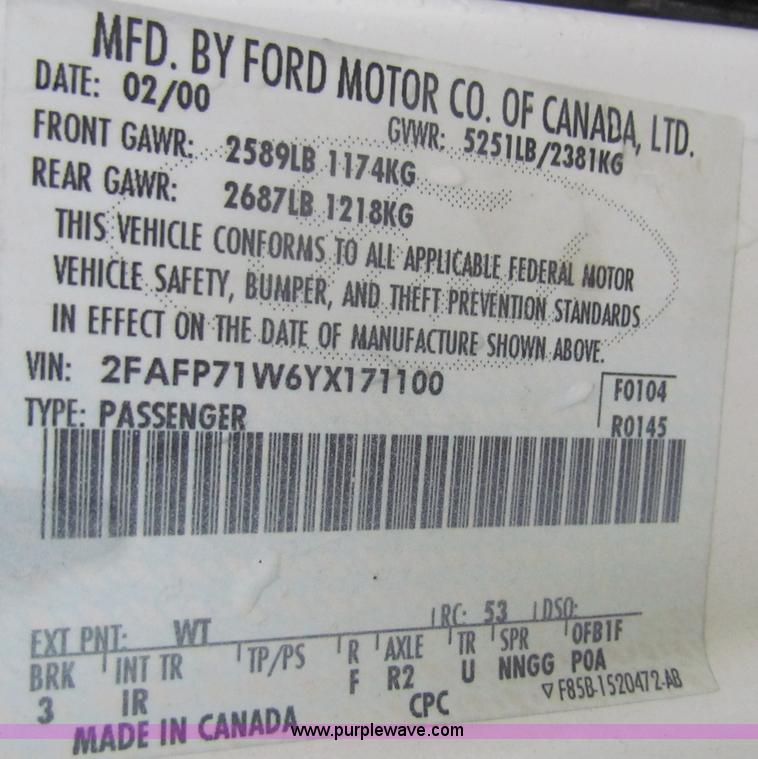 MFD. BY FORD MOTOR CO. OF CANADA, LTD.
DATE: 02/00 GVWR: 5251LB/2381KG
FRONT GAWR: 2589LB 1174KG
REAR GAWR: 2687LB 1218KG
THIS VEHICLE CONFORMS TO ALL APPLICABLE FEDERAL MOTOR
VEHICLE SAFETY, BUMPER, AND THEFT PREVENTION STANDARDS
IN EFFECT ON THE DATE OF MANUFACTURE SHOWN ABOVE.
VIN: 2FAFP71W6YX171100 F0104
TYPE: PASSENGER R0145
EXT PNT: WT RC: 53 DSO:
BRK INT TR TP/PS R AXLE TR SPR OFB1F
3 IR F R2 U NNGG POA
CPC ▽F85B-1520472-AB
MADE IN CANADA
www.purplewave.com